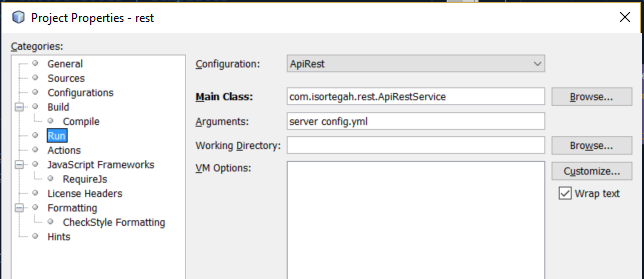 Project Properties - rest
Categories:
General
Sources
Configurations
Build
Compile
Run
Actions
JavaScript Frameworks
RequireJs
License Headers
Formatting
CheckStyle Formatting
Hints
Configuration: ApiRest
Main Class: com.isortegah.rest.ApiRestService Browse...
Arguments: server config.yml
Working Directory: Browse...
VM Options: Customize...
Wrap text